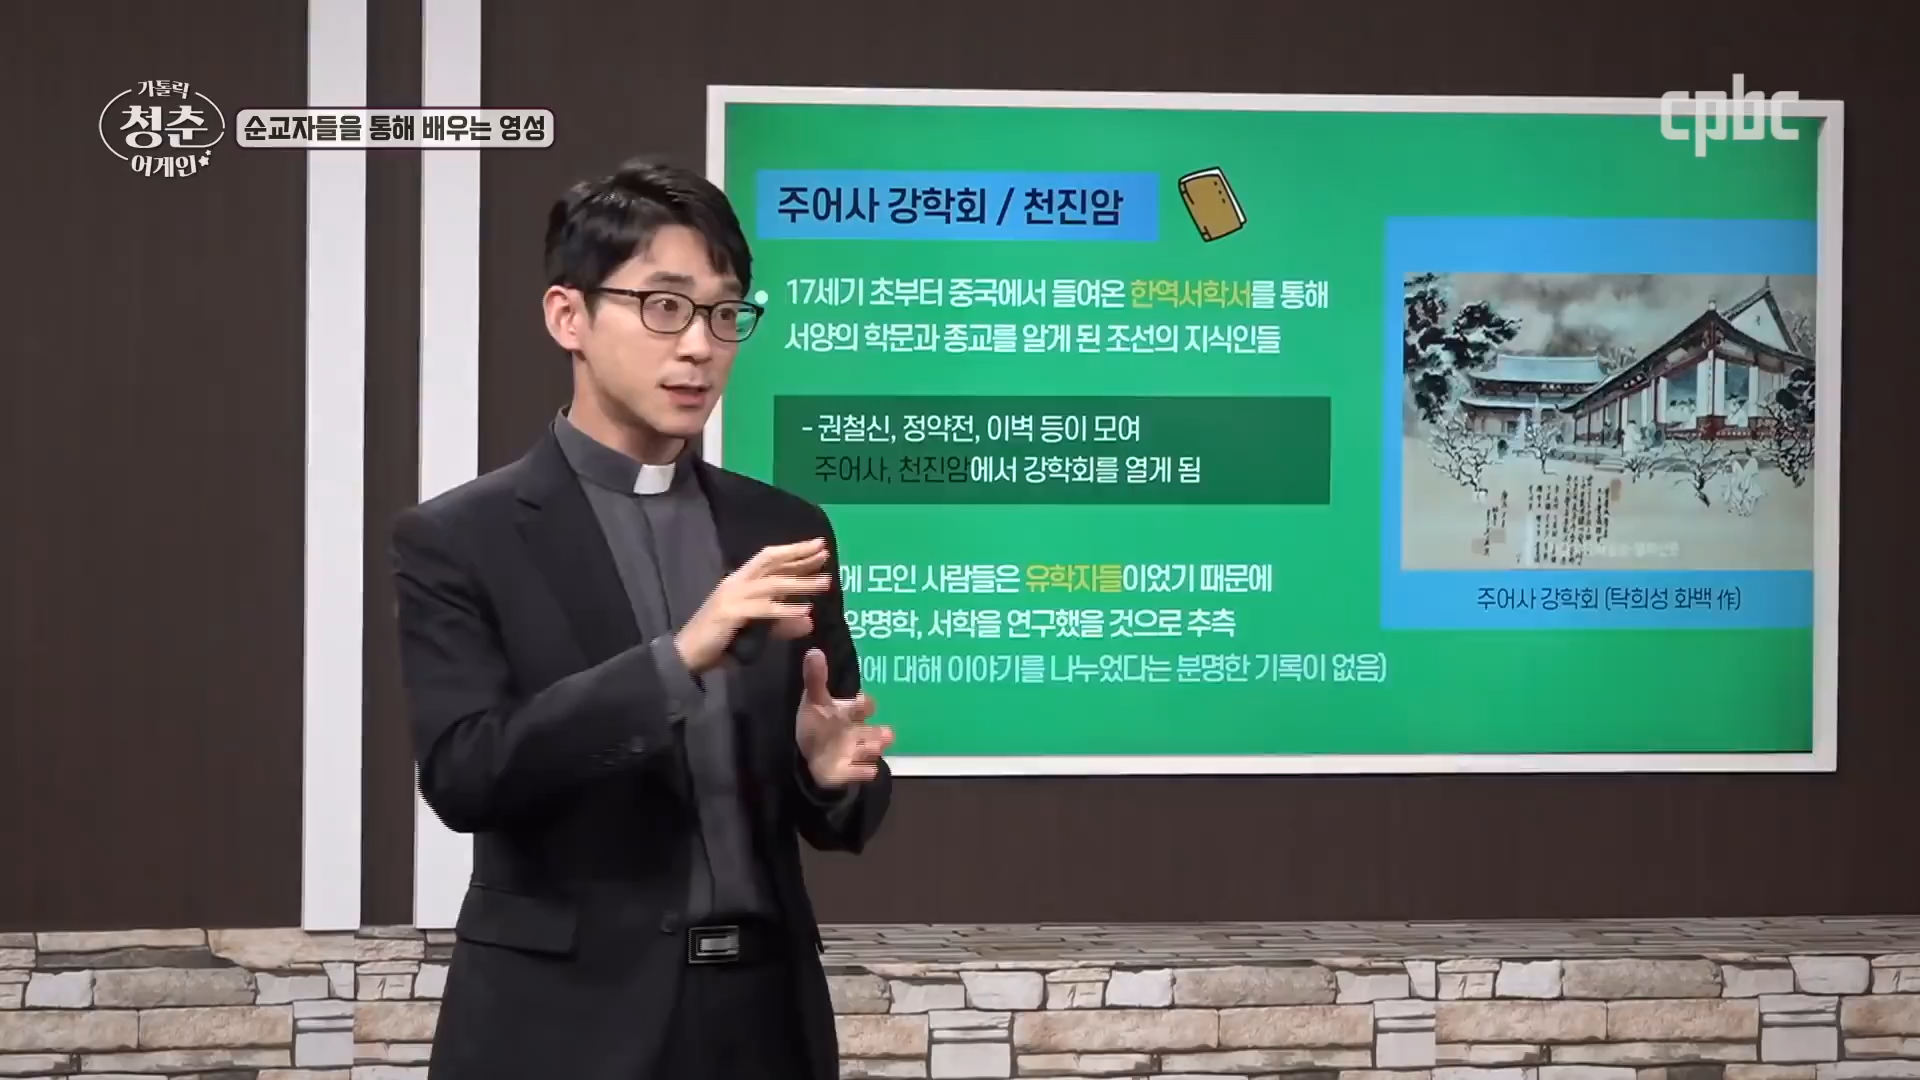 가톨릭
청춘
어게인
순교자들을 통해 배우는 영성
cpbc
주어사 강학회 / 천진암
17세기 초부터 중국에서 들여온 한역서학서를 통해
서양의 학문과 종교를 알게 된 조선의 지식인들
- 권철신, 정약전, 이벽 등이 모여
주어사, 천진암에서 강학회를 열게 됨
에 모인 사람들은 유학자들이었기 때문에
양명학, 서학을 연구했을 것으로 추측
에 대해 이야기를 나누었다는 분명한 기록이 없음)
주어사 강학회 (탁희성 화백 作)